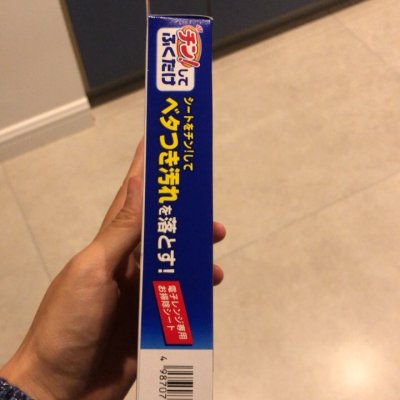 チン!して
ふくだけ
シートをチン!して
ベタつき汚れを落とす!
電子レンジ専用
お掃除シート
4 98707